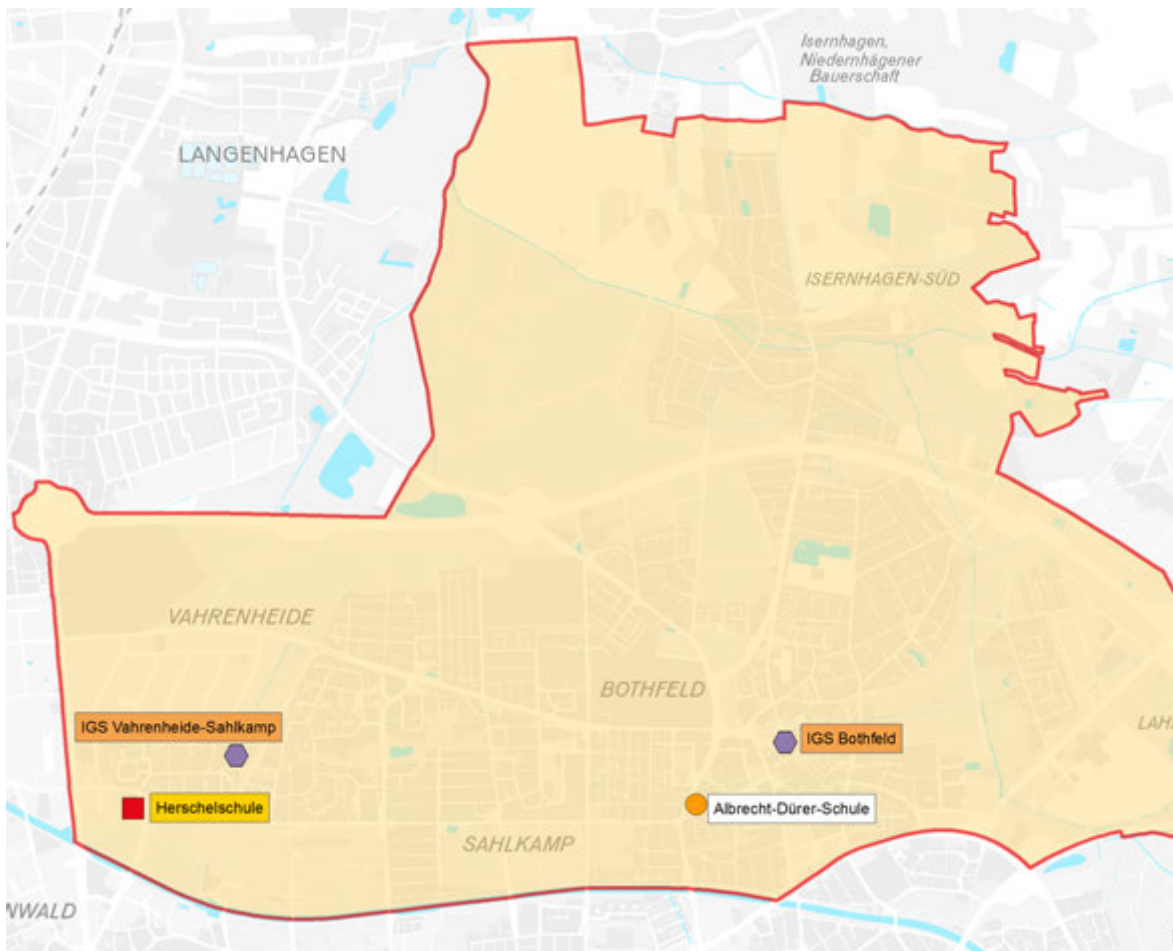 Isernhagen,
Niedernhägener
Bauerschaft
LANGENHAGEN
ISERNHAGEN-SÜD
VAHRENHEIDE
BOTHFELD
LAH
IGS Vahrenheide-Sahlkamp
IGS Bothfeld
Herschelschule
Albrecht-Dürer-Schule
SAHLKAMP
NWALD